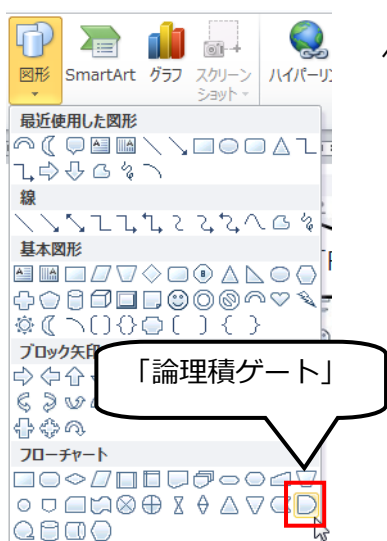 図形
SmartArt
グラフ
スクリーン
ショット
ハイパーリン
最近使用した図形
線
基本図形
ブロック矢印
「論理積ゲート」
フローチャート